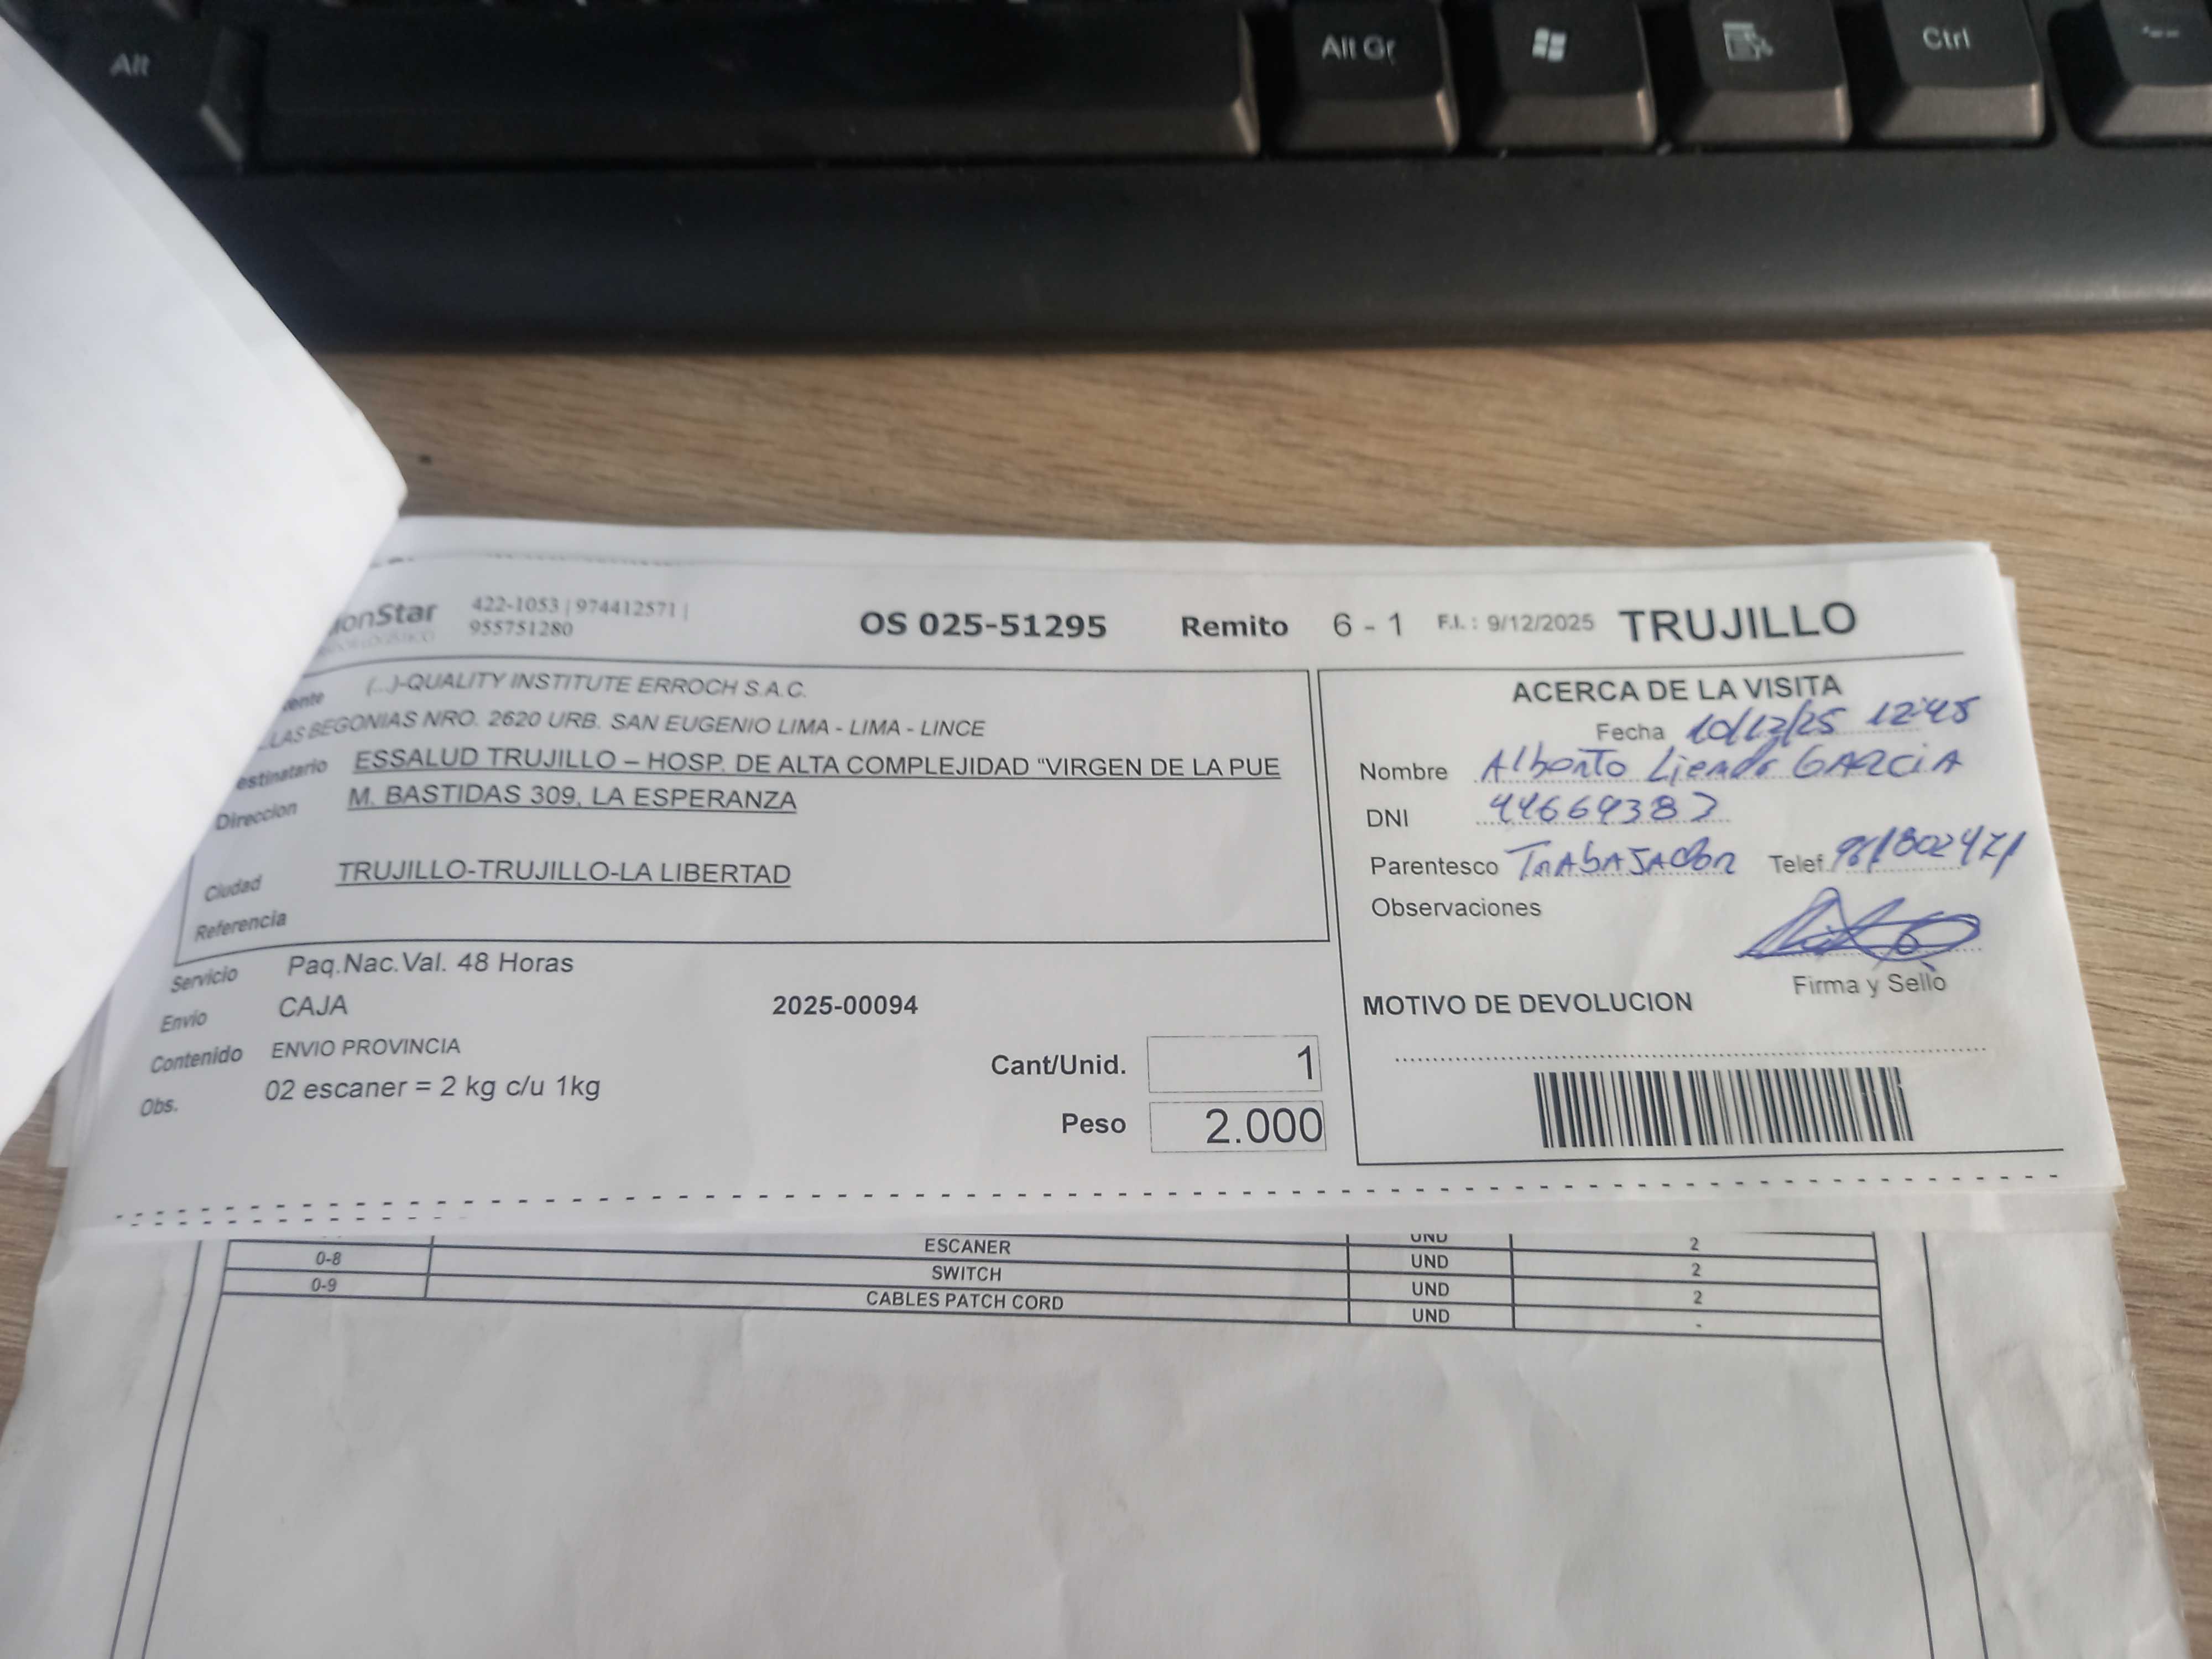 Alt
Alt Gr
Ctrl
onStar
422-1053 | 974412571 |
955751280
OS 025-51295 Remito 6 - 1 F.I. : 9/12/2025 TRUJILLO
ente (...)-QUALITY INSTITUTE ERROCH S.A.C.
LAS BEGONIAS NRO. 2620 URB. SAN EUGENIO LIMA - LIMA - LINCE
estinatario ESSALUD TRUJILLO – HOSP. DE ALTA COMPLEJIDAD “VIRGEN DE LA PUE
Direccion M. BASTIDAS 309, LA ESPERANZA
Ciudad TRUJILLO-TRUJILLO-LA LIBERTAD
Referencia
Servicio Paq.Nac.Val. 48 Horas
Envio CAJA 2025-00094
Contenido ENVIO PROVINCIA
Obs. 02 escaner = 2 kg c/u 1kg
Cant/Unid. 1
Peso 2.000
ACERCA DE LA VISITA
Fecha 10/12/25 12:45
Nombre Alberto GARCIA
DNI
Parentesco TRABAJADOR Telef.
Observaciones
Firma y Sello
MOTIVO DE DEVOLUCION
ESCANER UND 2
0-8 SWITCH UND 2
0-9 CABLES PATCH CORD UND 2
UND -